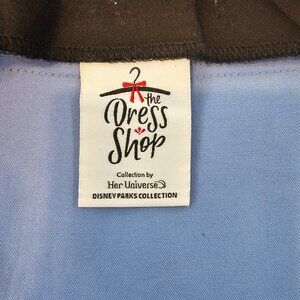 the
Dress
Shop
Collection by
Her Universe
DISNEY PARKS COLLECTION